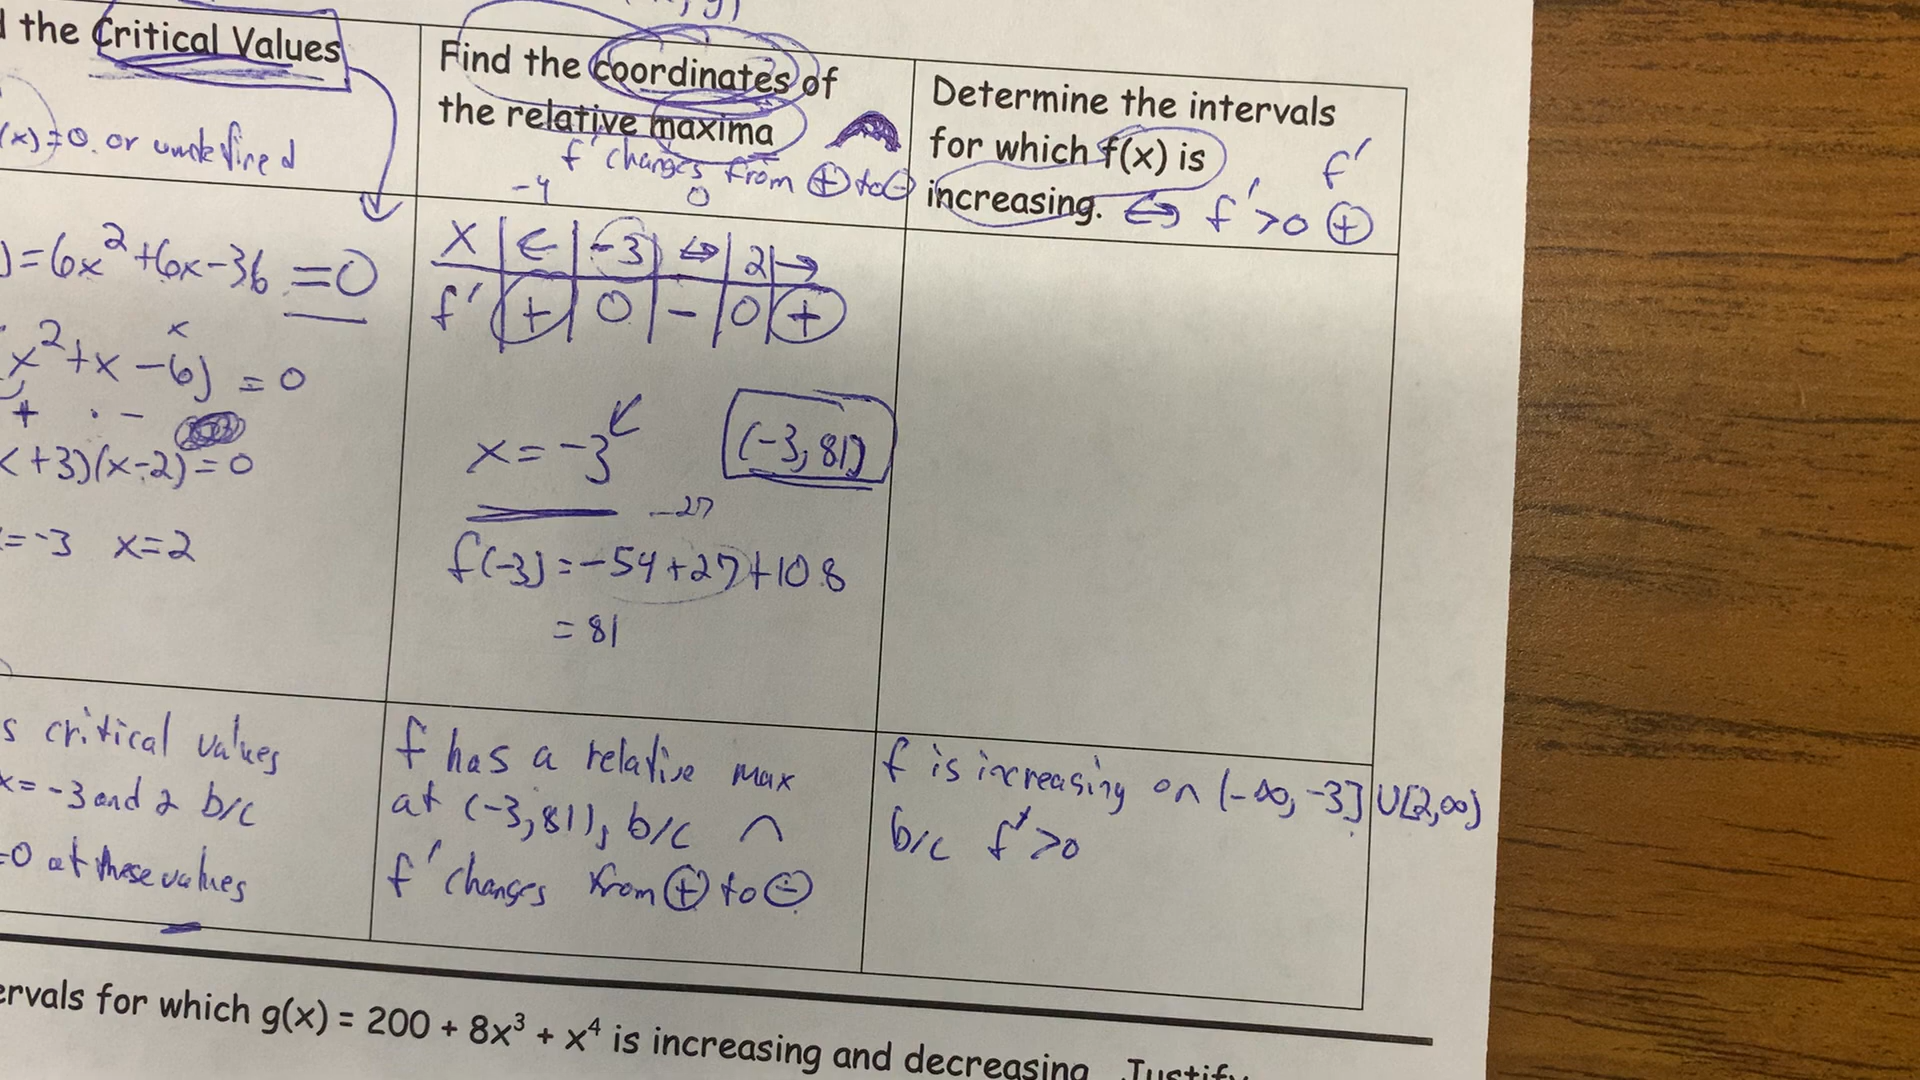 the Critical Values
(x)=0. or undefined
)=6x²+6x-36 =0
x²+x-6) = 0
+ -
+3)(x-2)=0
=-3 x=2
s critical values
x=-3 and 2 b/c
=0 at these values
Find the coordinates of
the relative maxima
f' changes from + to -
-4 0
x | ← | -3 | ↔ | 2 | →
f' | + | 0 | - | 0 | +
x=-3
(-3,81)
-27
f(-3)=-54+27+108
=81
f has a relative max
at (-3,81), b/c
f' changes from + to -
Determine the intervals
for which f(x) is f'
increasing. ↔ f'>0 +
f is increasing on (-∞,-3]∪[2,∞)
b/c f'>0
ervals for which g(x) = 200 + 8x³ + x⁴ is increasing and decreasing. Justify